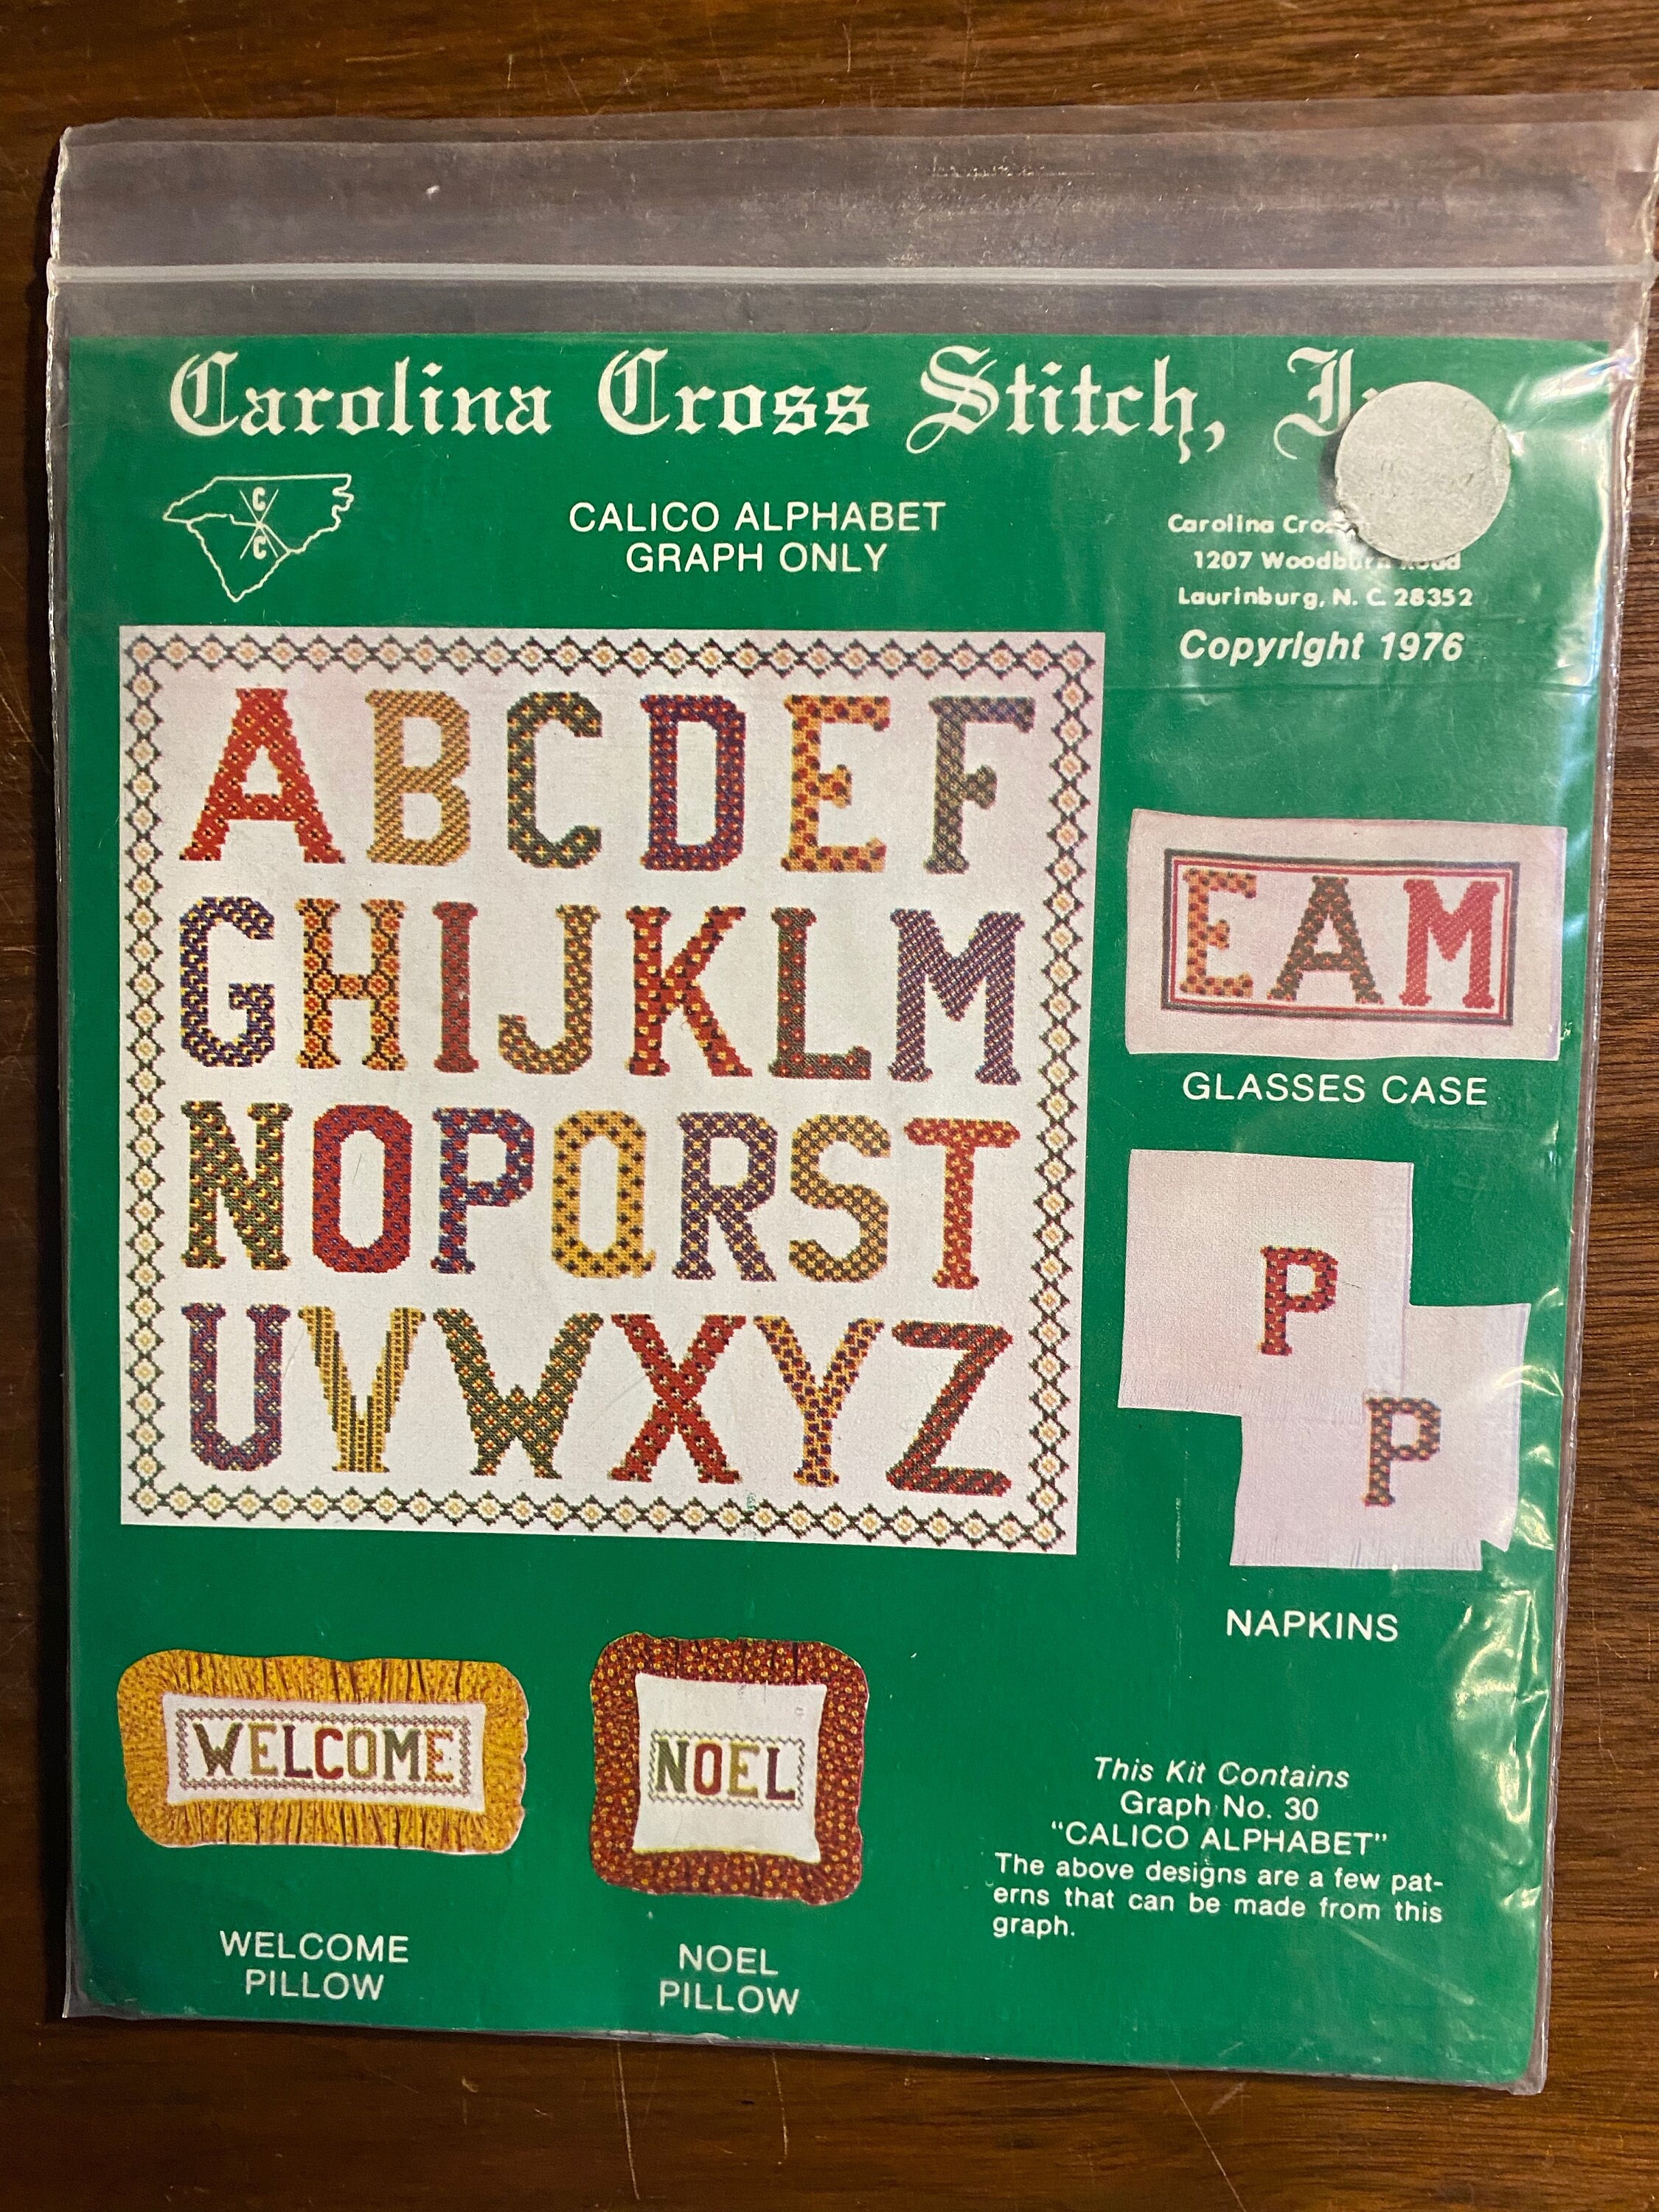 Carolina Cross Stitch,
C
C
CALICO ALPHABET
GRAPH ONLY
Carolina
1207
Laurinburg, N. C. 28352
Copyright 1976
ABCDEF
GHIJKLM
NOPQRST
UVWXYZ
EAM
GLASSES CASE
P
P
NAPKINS
WELCOME
WELCOME
PILLOW
NOEL
NOEL
PILLOW
This Kit Contains
Graph No. 30
"CALICO ALPHABET"
The above designs are a few pat-
erns that can be made from this
graph.